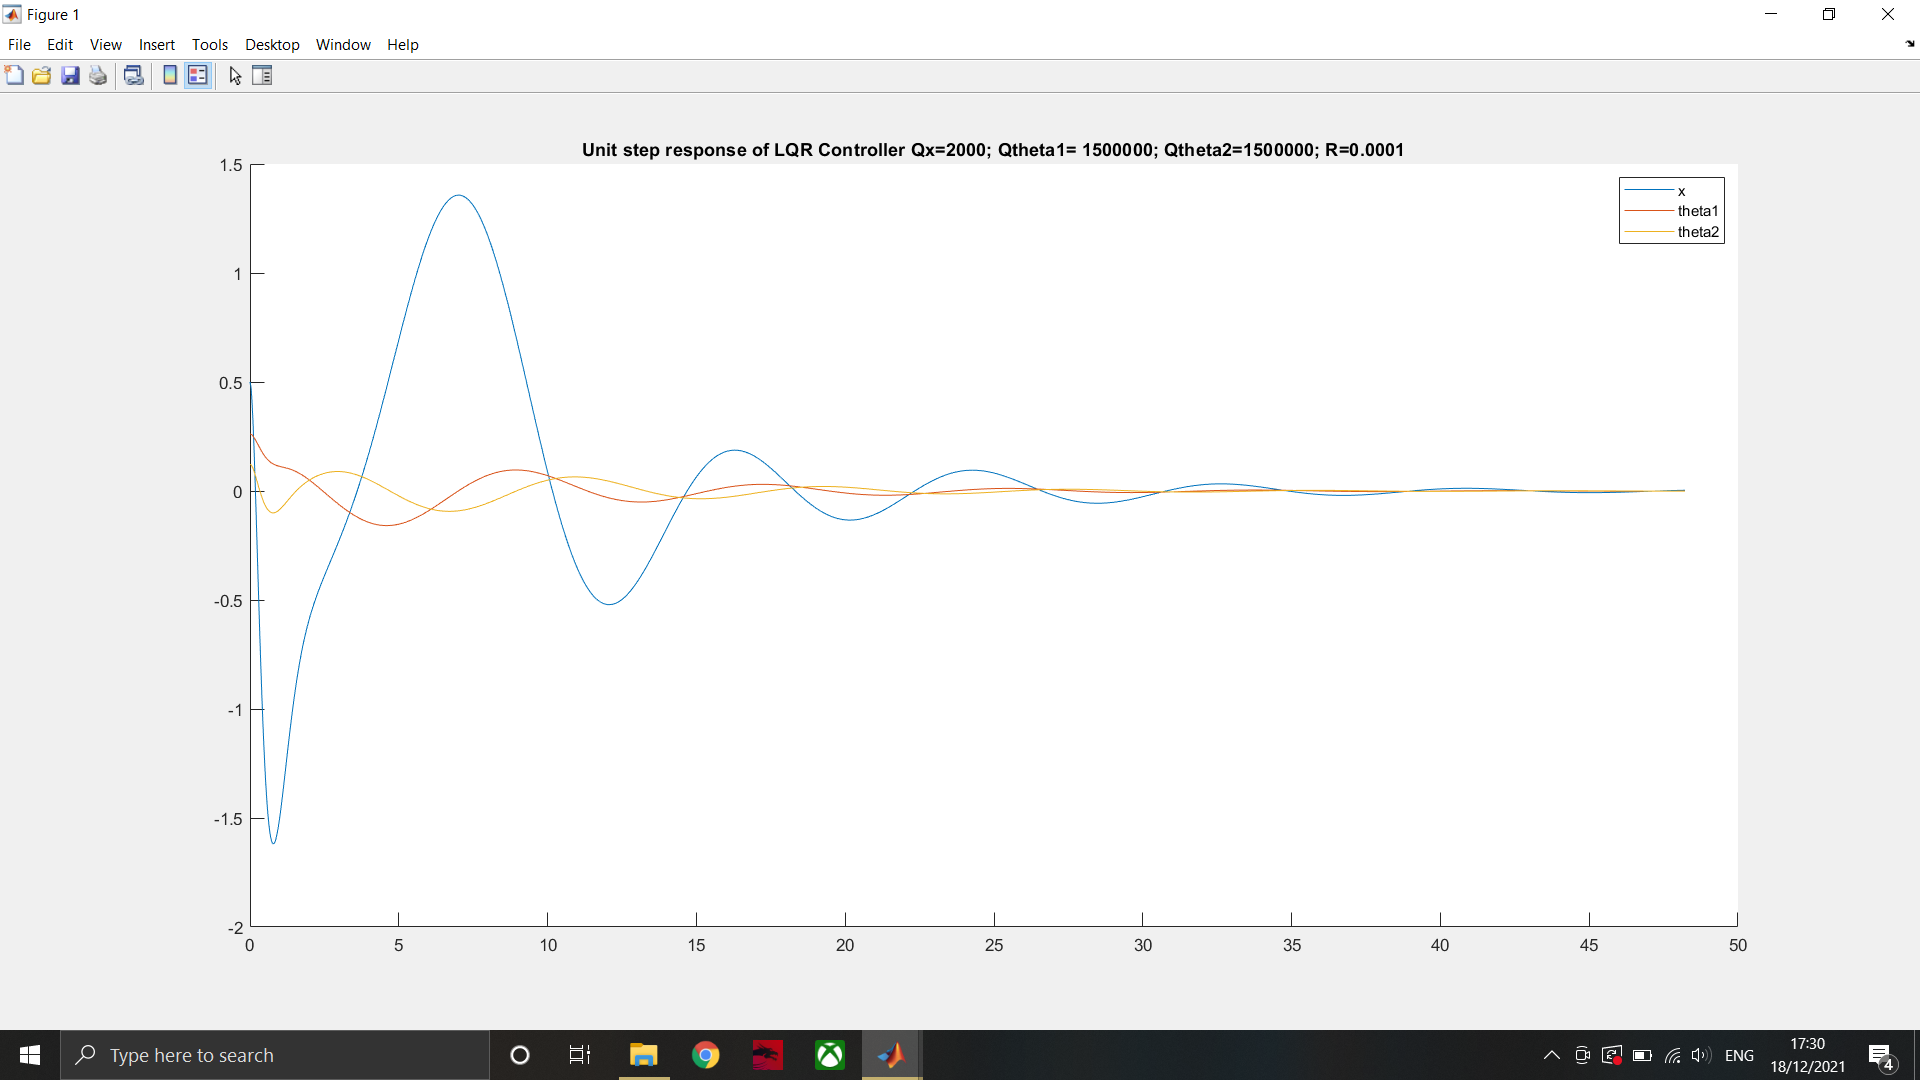 Figure 1
File Edit View Insert Tools Desktop Window Help
Unit step response of LQR Controller Qx=2000; Qtheta1= 1500000; Qtheta2=1500000; R=0.0001
1.5
1
0.5
0
-0.5
-1
-1.5
-2
x
theta1
theta2
0 5 10 15 20 25 30 35 40 45 50
Type here to search
ENG
17:30
18/12/2021
4